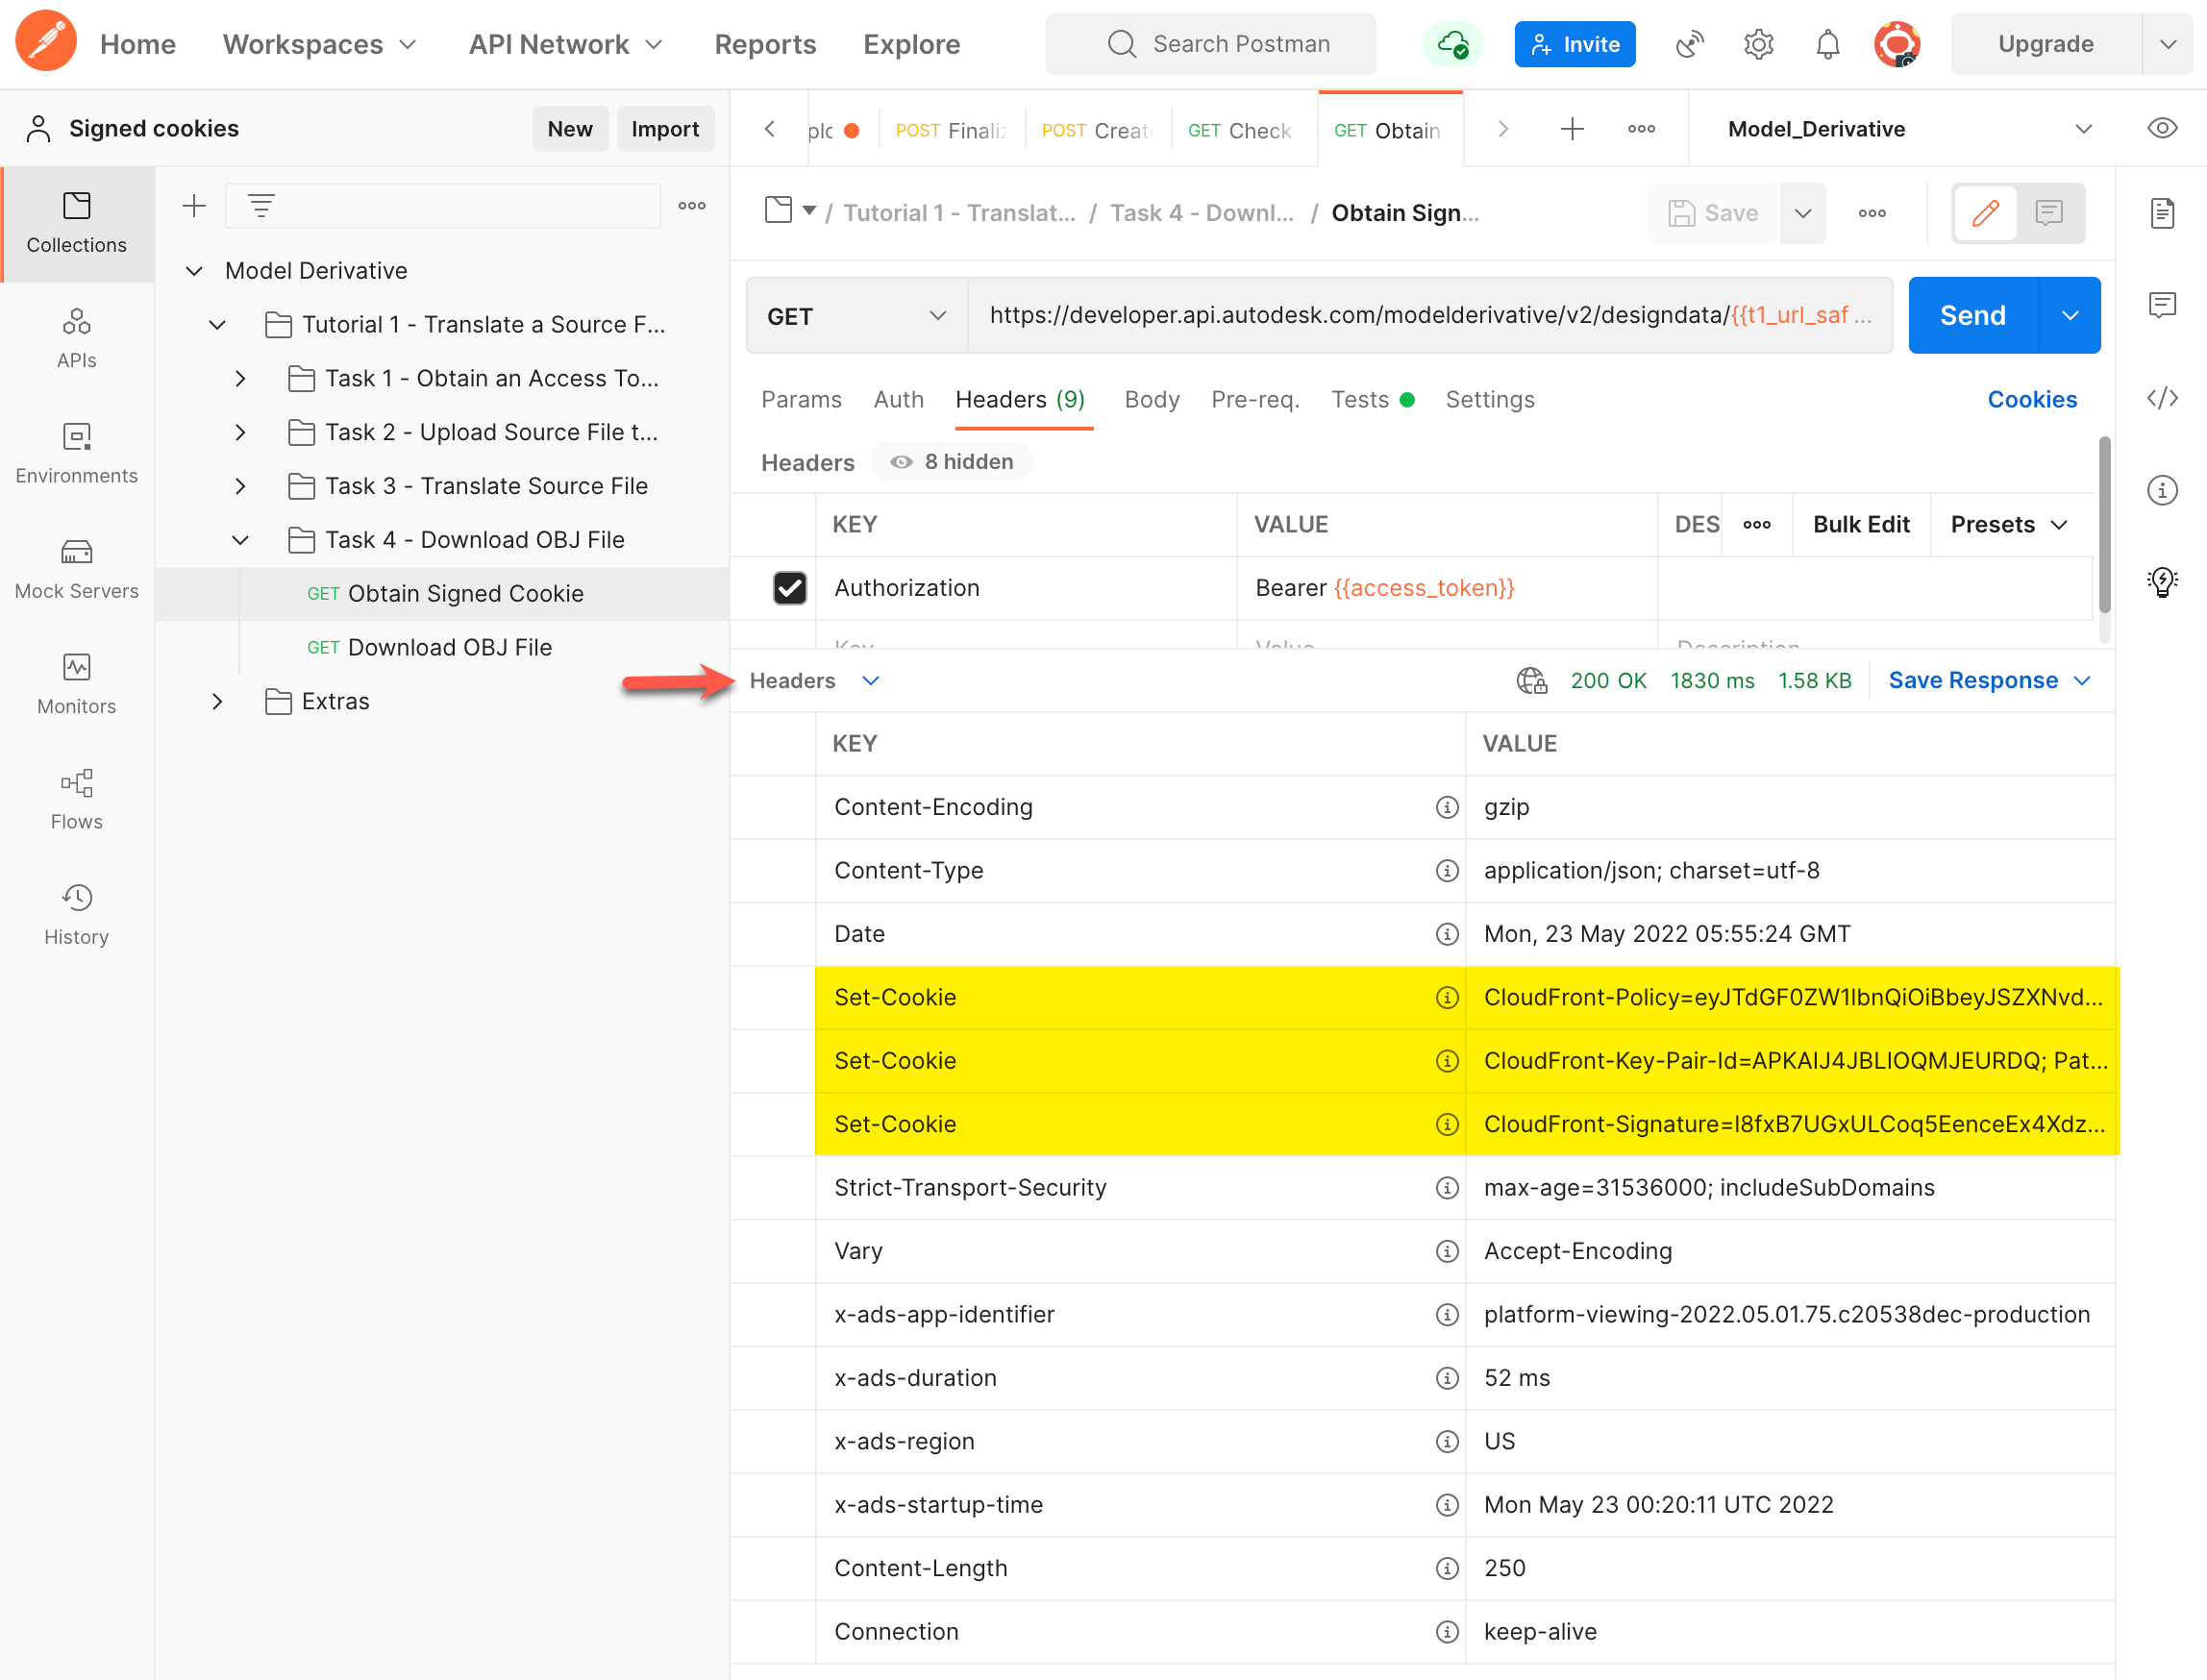 Home Workspaces API Network Reports Explore Search Postman Invite Upgrade
Signed cookies New Import POST Finali POST Creat GET Check GET Obtain Model_Derivative
Collections
APIs
Environments
Mock Servers
Monitors
Flows
History
Model Derivative
Tutorial 1 - Translate a Source F...
Task 1 - Obtain an Access To...
Task 2 - Upload Source File t...
Task 3 - Translate Source File
Task 4 - Download OBJ File
GET Obtain Signed Cookie
GET Download OBJ File
Extras
/ Tutorial 1 - Translat... / Task 4 - Downl... / Obtain Sign... Save
GET https://developer.api.autodesk.com/modelderivative/v2/designdata/{{t1_url_saf ... Send
Params Auth Headers (9) Body Pre-req. Tests Settings Cookies
Headers 8 hidden
KEY VALUE DES Bulk Edit Presets
Authorization Bearer {{access_token}}
Key Value Description
Headers 200 OK 1830 ms 1.58 KB Save Response
KEY VALUE
Content-Encoding gzip
Content-Type application/json; charset=utf-8
Date Mon, 23 May 2022 05:55:24 GMT
Set-Cookie CloudFront-Policy=eyJTdGF0ZW1lbnQiOiBbeyJSZXNvd...
Set-Cookie CloudFront-Key-Pair-Id=APKAIJ4JBLIOQMJEURDQ; Pat...
Set-Cookie CloudFront-Signature=I8fxB7UGxULCoq5EenceEx4Xdz...
Strict-Transport-Security max-age=31536000; includeSubDomains
Vary Accept-Encoding
x-ads-app-identifier platform-viewing-2022.05.01.75.c20538dec-production
x-ads-duration 52 ms
x-ads-region US
x-ads-startup-time Mon May 23 00:20:11 UTC 2022
Content-Length 250
Connection keep-alive